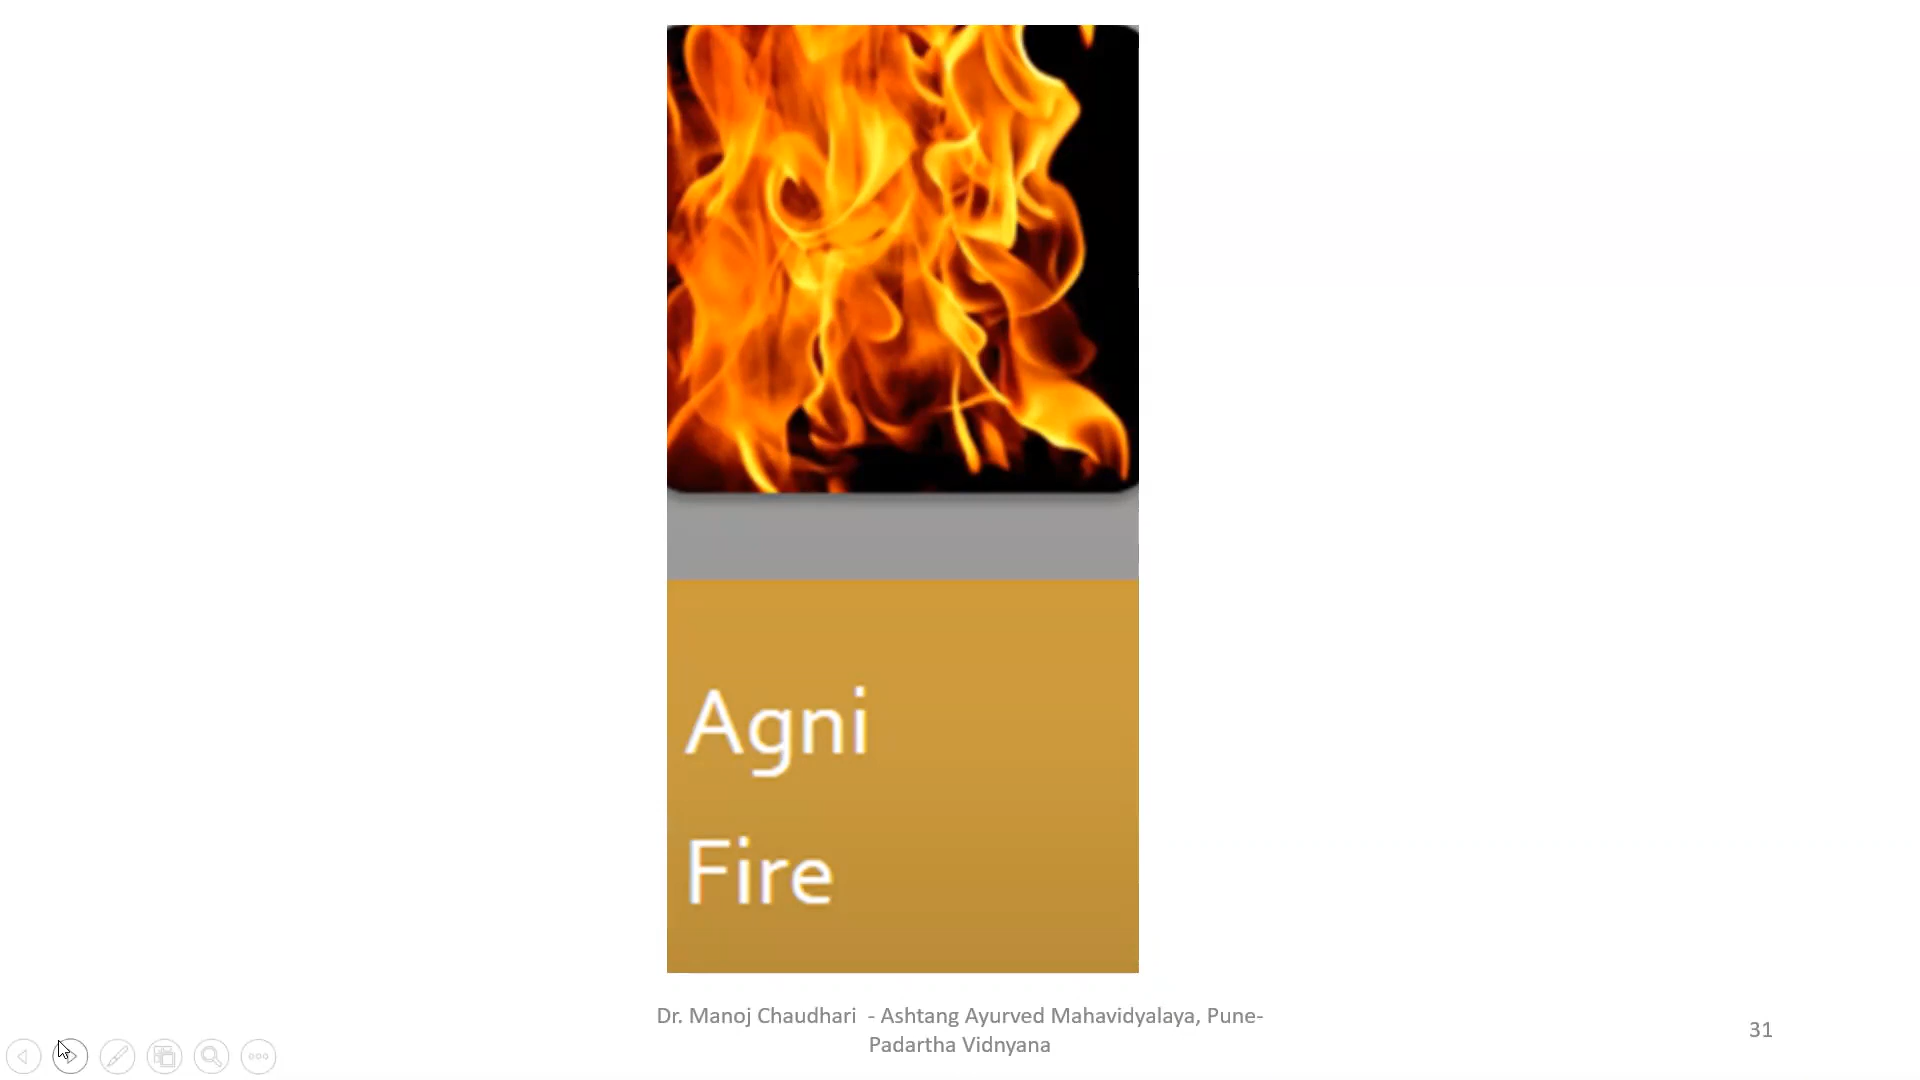 Agni
Fire
Dr. Manoj Chaudhari - Ashtang Ayurved Mahavidyalaya, Pune-
Padartha Vidnyana
31